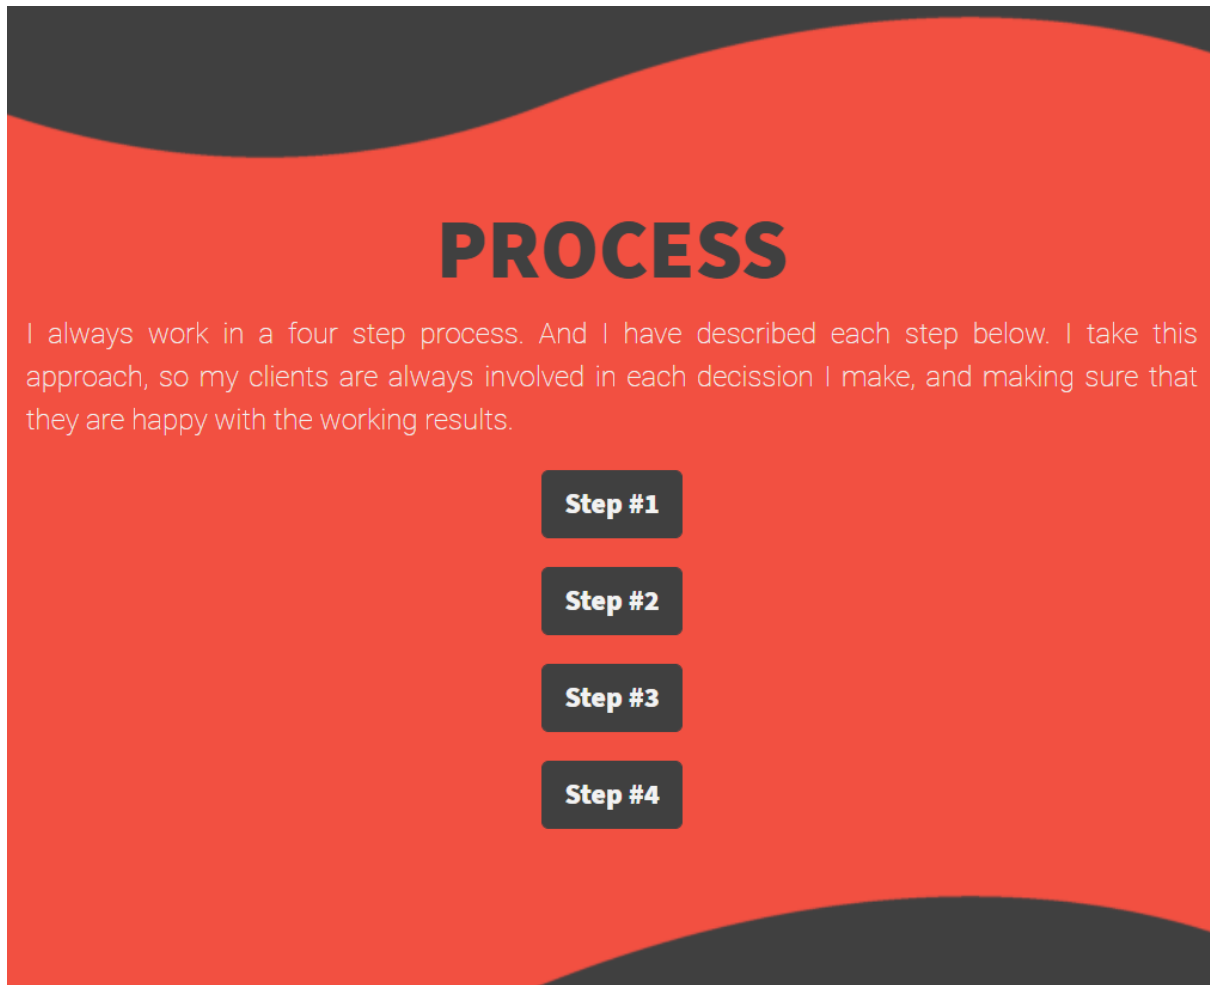 PROCESS
I always work in a four step process. And I have described each step below. I take this
approach, so my clients are always involved in each decission I make, and making sure that
they are happy with the working results.
Step #1
Step #2
Step #3
Step #4